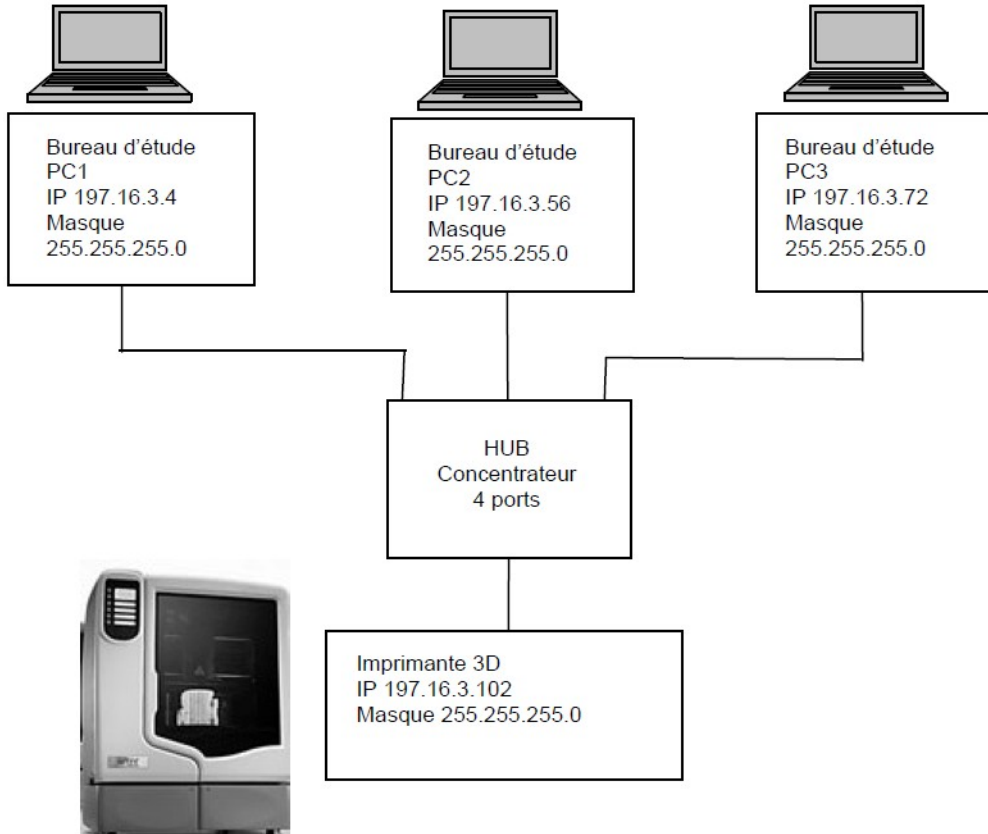 Bureau d'étude
PC1
IP 197.16.3.4
Masque
255.255.255.0
Bureau d'étude
PC2
IP 197.16.3.56
Masque
255.255.255.0
Bureau d'étude
PC3
IP 197.16.3.72
Masque
255.255.255.0
HUB
Concentrateur
4 ports
Imprimante 3D
IP 197.16.3.102
Masque 255.255.255.0